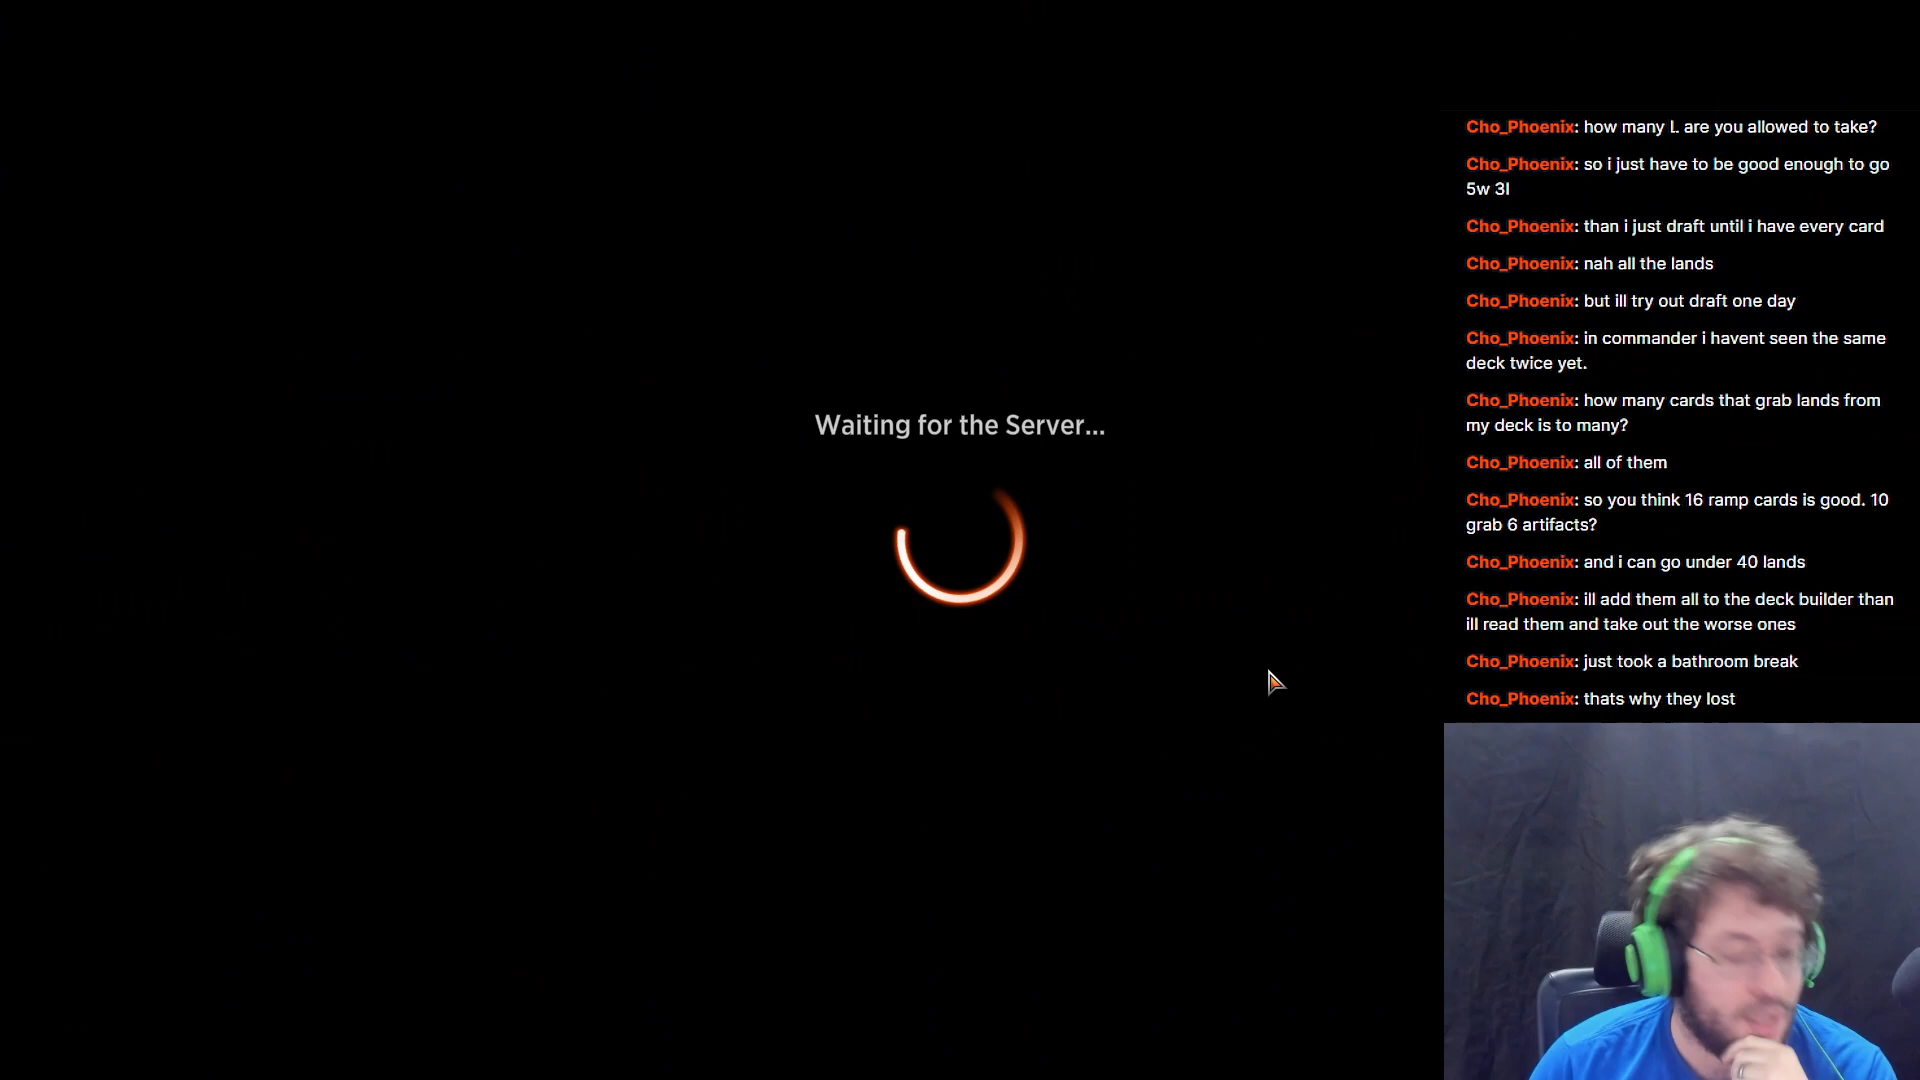 Waiting for the Server...
Cho_Phoenix: how many L are you allowed to take?
Cho_Phoenix: so i just have to be good enough to go
5w 3l
Cho_Phoenix: than i just draft until i have every card
Cho_Phoenix: nah all the lands
Cho_Phoenix: but ill try out draft one day
Cho_Phoenix: in commander i havent seen the same
deck twice yet.
Cho_Phoenix: how many cards that grab lands from
my deck is to many?
Cho_Phoenix: all of them
Cho_Phoenix: so you think 16 ramp cards is good. 10
grab 6 artifacts?
Cho_Phoenix: and i can go under 40 lands
Cho_Phoenix: ill add them all to the deck builder than
ill read them and take out the worse ones
Cho_Phoenix: just took a bathroom break
Cho_Phoenix: thats why they lost